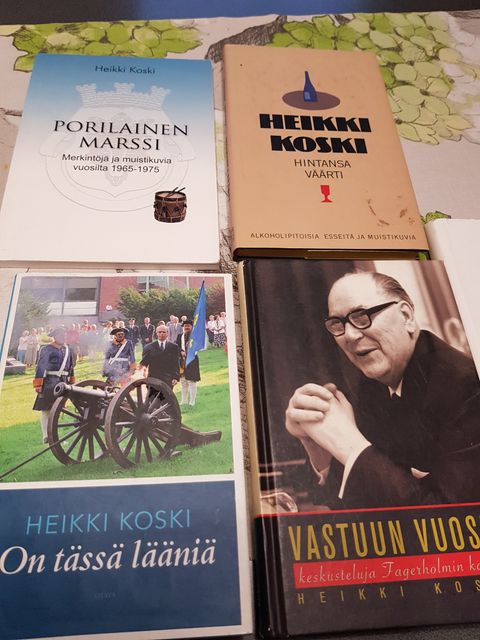 Heikki Koski
PORILAINEN
MARSSI
Merkintöjä ja muistikuvia
vuosilta 1965-1975
HEIKKI
KOSKI
HINTANSA
VÄÄRTI
ALKOHOLIPITOISIA ESSEITÄ JA MUISTIKUVIA
HEIKKI KOSKI
On tässä lääniä
VASTUUN VUOS
keskusteluja Fagerholmin ka
HEIKKI KOS